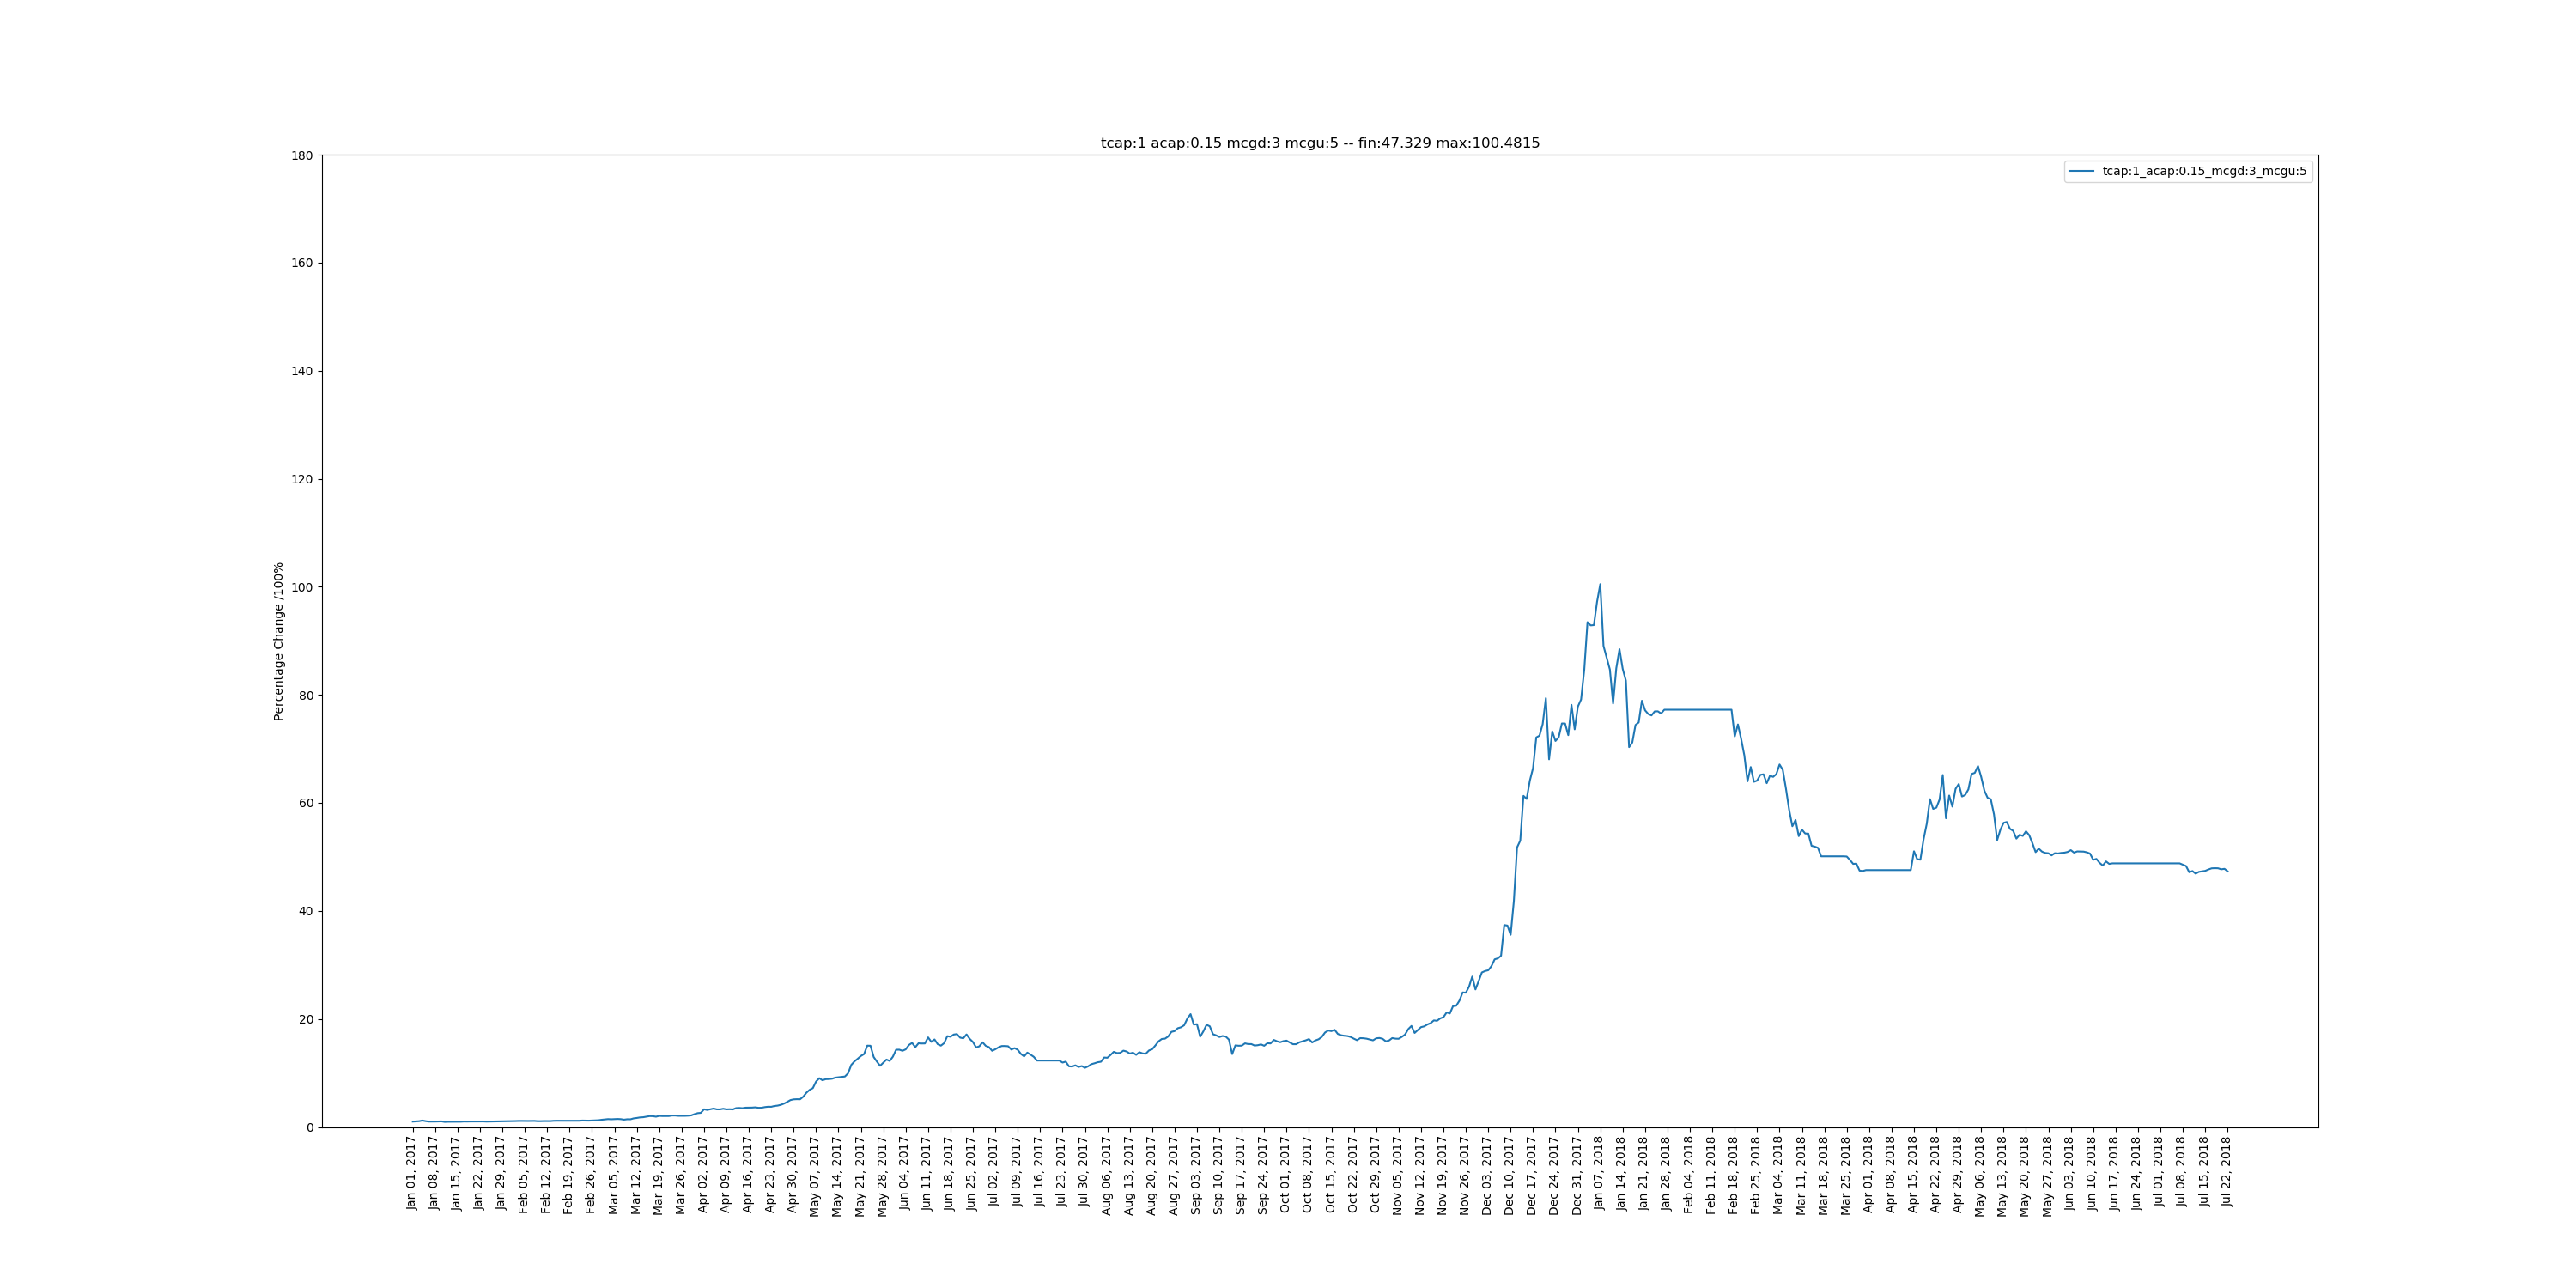 tcap:1 acap:0.15 mcgd:3 mcgu:5 -- fin:47.329 max:100.4815
tcap:1_acap:0.15_mcgd:3_mcgu:5
Percentage Change /100%
180
160
140
120
100
80
60
40
20
0
Jan 01, 2017
Jan 08, 2017
Jan 15, 2017
Jan 22, 2017
Jan 29, 2017
Feb 05, 2017
Feb 12, 2017
Feb 19, 2017
Feb 26, 2017
Mar 05, 2017
Mar 12, 2017
Mar 19, 2017
Mar 26, 2017
Apr 02, 2017
Apr 09, 2017
Apr 16, 2017
Apr 23, 2017
Apr 30, 2017
May 07, 2017
May 14, 2017
May 21, 2017
May 28, 2017
Jun 04, 2017
Jun 11, 2017
Jun 18, 2017
Jun 25, 2017
Jul 02, 2017
Jul 09, 2017
Jul 16, 2017
Jul 23, 2017
Jul 30, 2017
Aug 06, 2017
Aug 13, 2017
Aug 20, 2017
Aug 27, 2017
Sep 03, 2017
Sep 10, 2017
Sep 17, 2017
Sep 24, 2017
Oct 01, 2017
Oct 08, 2017
Oct 15, 2017
Oct 22, 2017
Oct 29, 2017
Nov 05, 2017
Nov 12, 2017
Nov 19, 2017
Nov 26, 2017
Dec 03, 2017
Dec 10, 2017
Dec 17, 2017
Dec 24, 2017
Dec 31, 2017
Jan 07, 2018
Jan 14, 2018
Jan 21, 2018
Jan 28, 2018
Feb 04, 2018
Feb 11, 2018
Feb 18, 2018
Feb 25, 2018
Mar 04, 2018
Mar 11, 2018
Mar 18, 2018
Mar 25, 2018
Apr 01, 2018
Apr 08, 2018
Apr 15, 2018
Apr 22, 2018
Apr 29, 2018
May 06, 2018
May 13, 2018
May 20, 2018
May 27, 2018
Jun 03, 2018
Jun 10, 2018
Jun 17, 2018
Jun 24, 2018
Jul 01, 2018
Jul 08, 2018
Jul 15, 2018
Jul 22, 2018